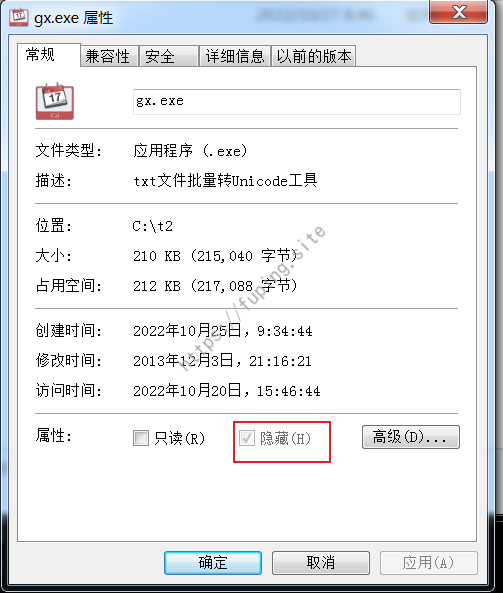 gx.exe 属性
常规 兼容性 安全 详细信息 以前的版本
17
gx.exe
文件类型: 应用程序 (.exe)
描述: txt文件批量转Unicode工具
位置: C:\t2
大小: 210 KB (215,040 字节)
占用空间: 212 KB (217,088 字节)
创建时间: 2022年10月25日，9:34:44
修改时间: 2013年12月3日，21:16:21
访问时间: 2022年10月20日，15:46:44
属性: 只读(R) 隐藏(H) 高级(D)...
确定 取消 应用(A)
https://fuping.site